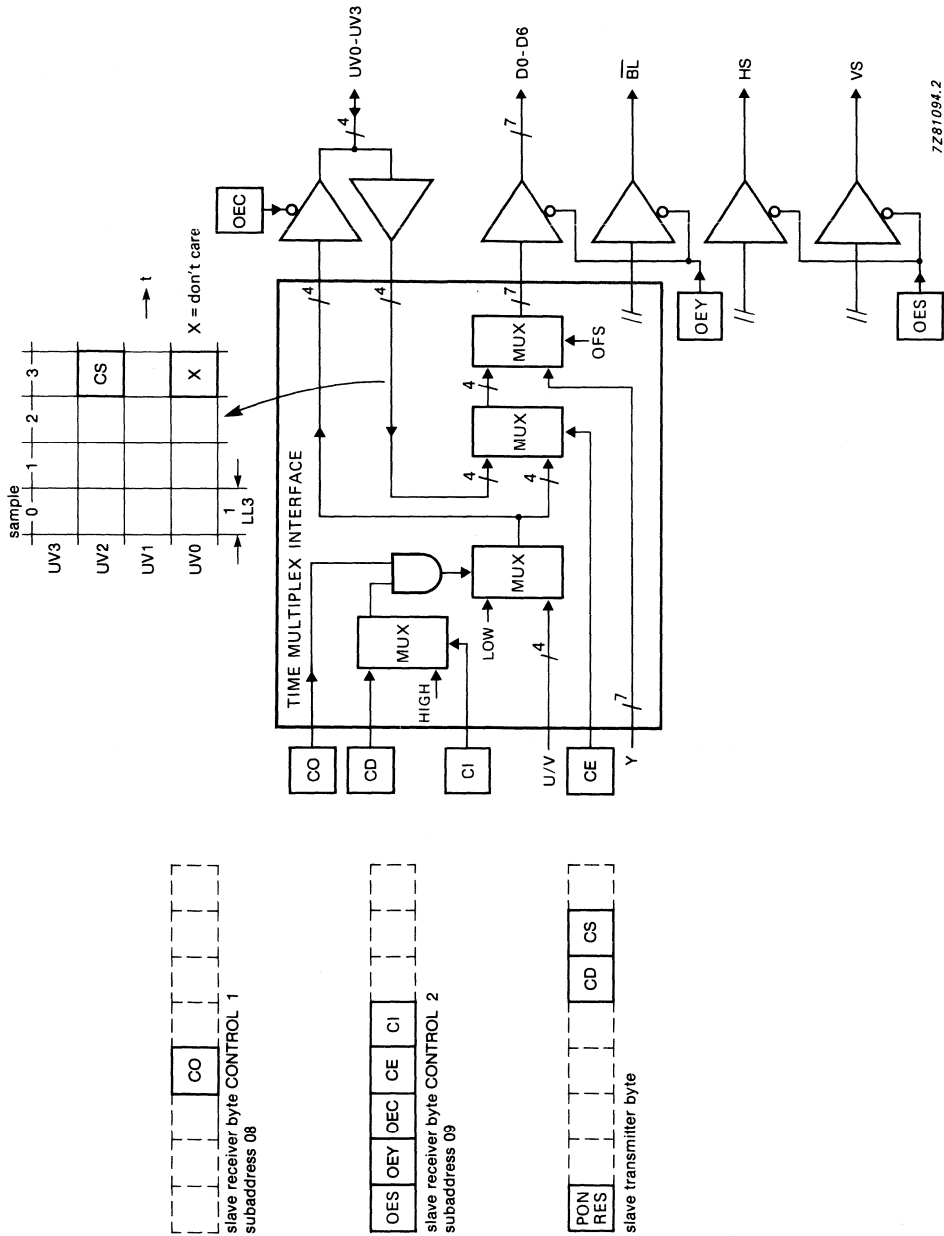 sample
0 1 2 3
UV3
UV2 CS
UV1
UV0 X
1
LL3
t
X = don't care
OEC
4 UV0-UV3
TIME MULTIPLEX INTERFACE
4
4
7
7 D0-D6
BL
HS
VS
OEY
OES
CO
CD
CI
U/V
CE
Y
MUX
HIGH
LOW
MUX
4
4
4
MUX
4
MUX
OFS
7
CO
slave receiver byte CONTROL 1
subaddress 08
OES OEY OEC CE CI
slave receiver byte CONTROL 2
subaddress 09
PON
RES
CD CS
slave transmitter byte
7Z81094.2